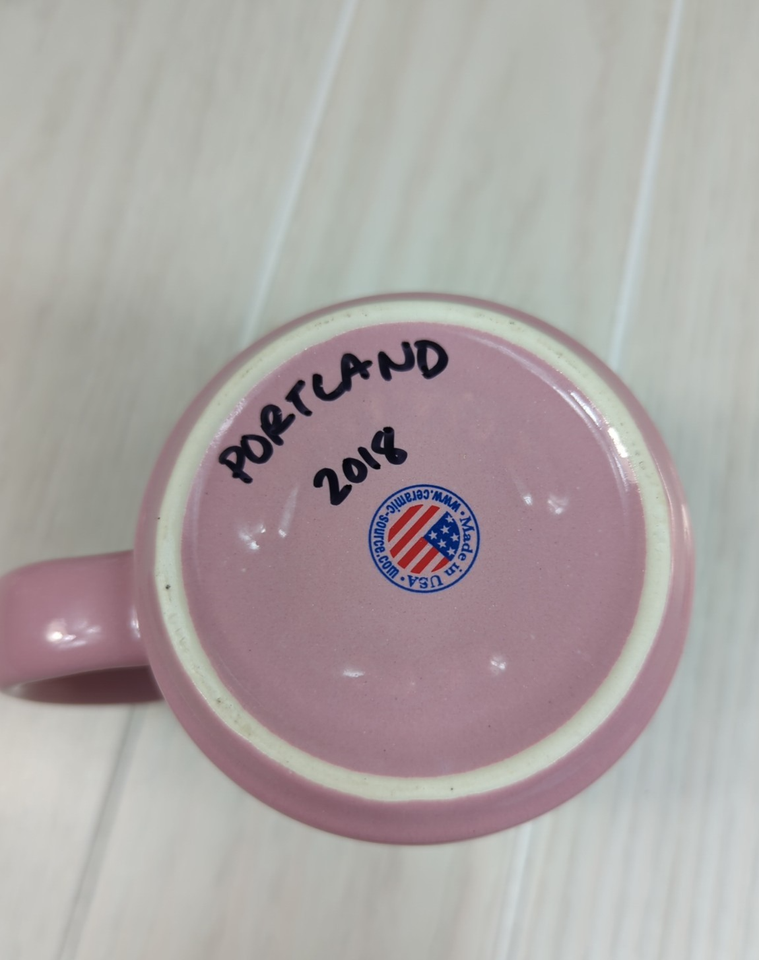 PORTLAND
2018
www.ceramic-source.com
• Made in USA •